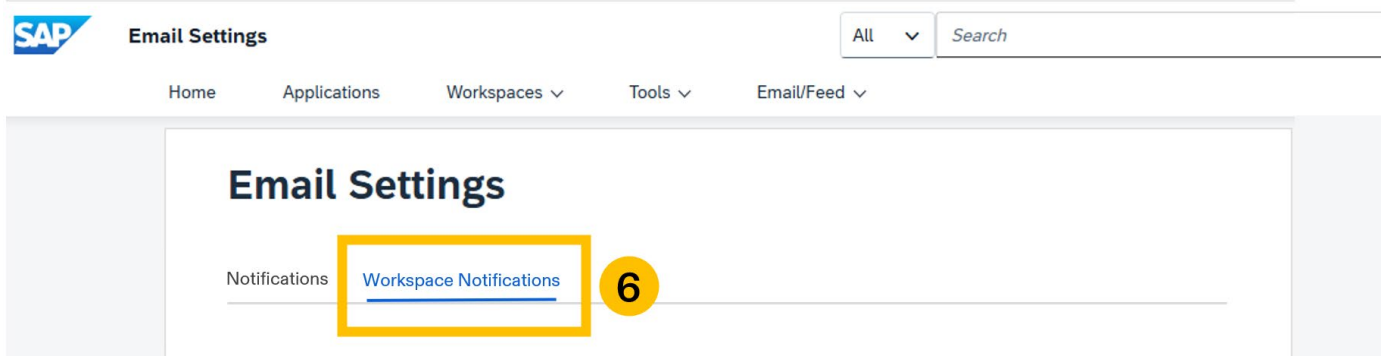 SAP Email Settings All Search
Home Applications Workspaces Tools Email/Feed
Email Settings
Notifications Workspace Notifications 6